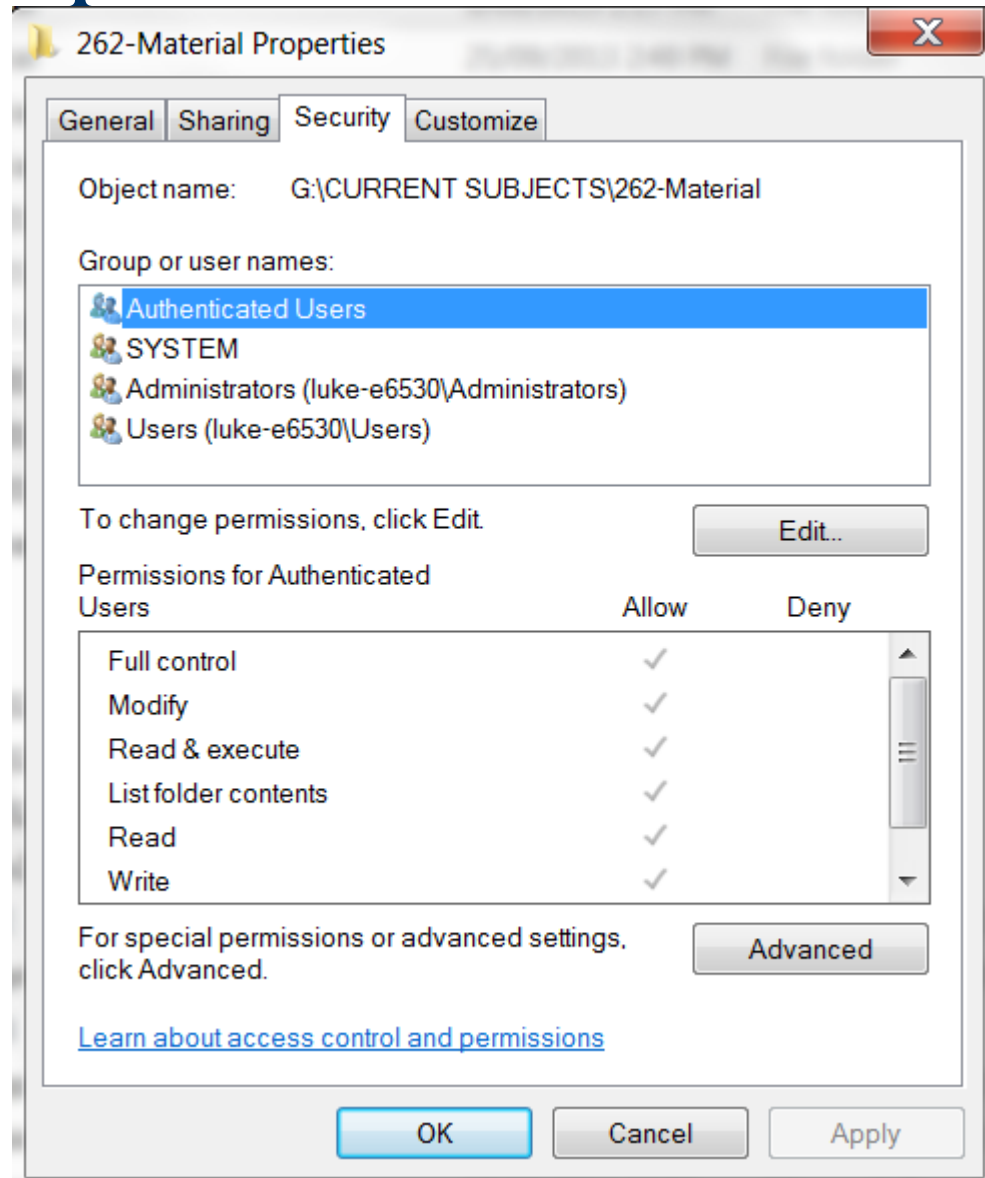 262-Material Properties
X
General Sharing Security Customize
Object name: G:\CURRENT SUBJECTS\262-Material
Group or user names:
Authenticated Users
SYSTEM
Administrators (luke-e6530\Administrators)
Users (luke-e6530\Users)
To change permissions, click Edit.
Edit...
Permissions for Authenticated
Users Allow Deny
Full control
Modify
Read & execute
List folder contents
Read
Write
For special permissions or advanced settings,
click Advanced.
Advanced
Learn about access control and permissions
OK Cancel Apply